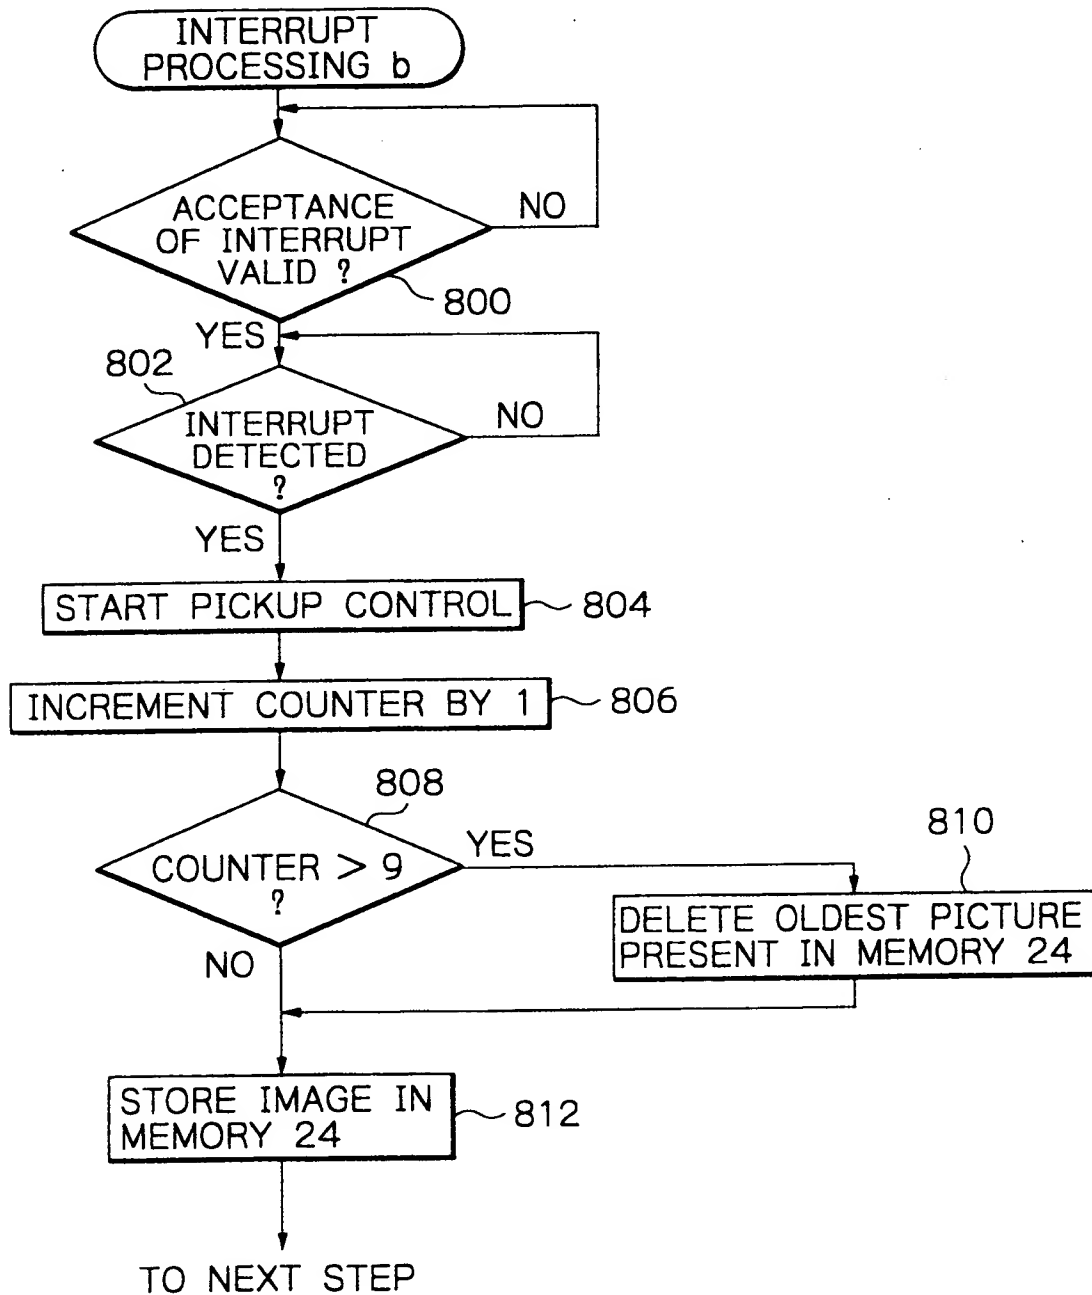 INTERRUPT
PROCESSING b
ACCEPTANCE
OF INTERRUPT
VALID ?
NO
800
YES
802
INTERRUPT
DETECTED
?
NO
YES
START PICKUP CONTROL
804
INCREMENT COUNTER BY 1
806
808
COUNTER > 9
?
YES
810
DELETE OLDEST PICTURE
PRESENT IN MEMORY 24
NO
STORE IMAGE IN
MEMORY 24
812
TO NEXT STEP